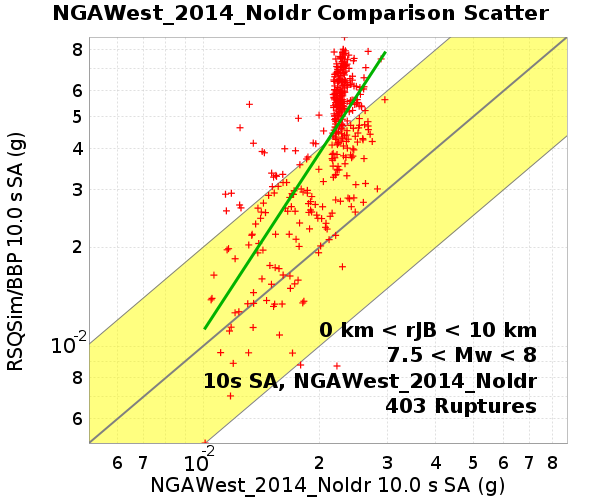 NGAWest_2014_NoIdr Comparison Scatter
RSQSim/BBP 10.0 s SA (g)
8
6
5
4
3
2
10-2
8
6
0 km < rJB < 10 km
7.5 < Mw < 8
10s SA, NGAWest_2014_NoIdr
403 Ruptures
6 7 10-2 2 3 4 5 6 7 8
NGAWest_2014_NoIdr 10.0 s SA (g)